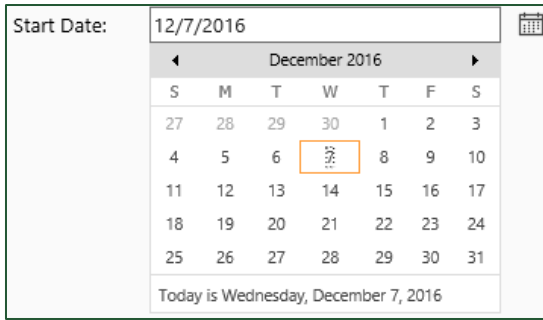 Start Date: 12/7/2016
December 2016
S M T W T F S
27 28 29 30 1 2 3
4 5 6 7 8 9 10
11 12 13 14 15 16 17
18 19 20 21 22 23 24
25 26 27 28 29 30 31
Today is Wednesday, December 7, 2016